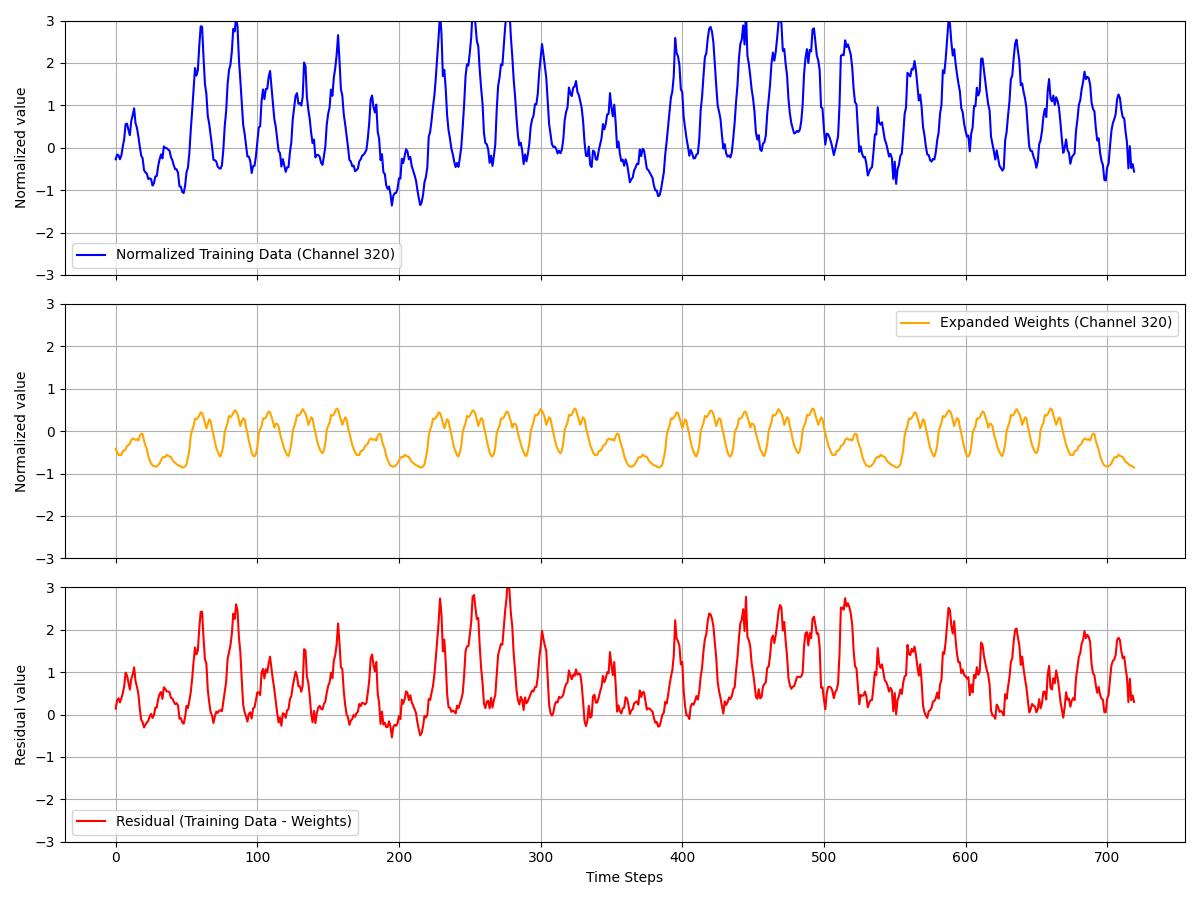 3
2
1
0
−1
−2
−3
Normalized value
Normalized Training Data (Channel 320)
3
2
1
0
−1
−2
−3
Normalized value
Expanded Weights (Channel 320)
3
2
1
0
−1
−2
−3
Residual value
Residual (Training Data - Weights)
0 100 200 300 400 500 600 700
Time Steps